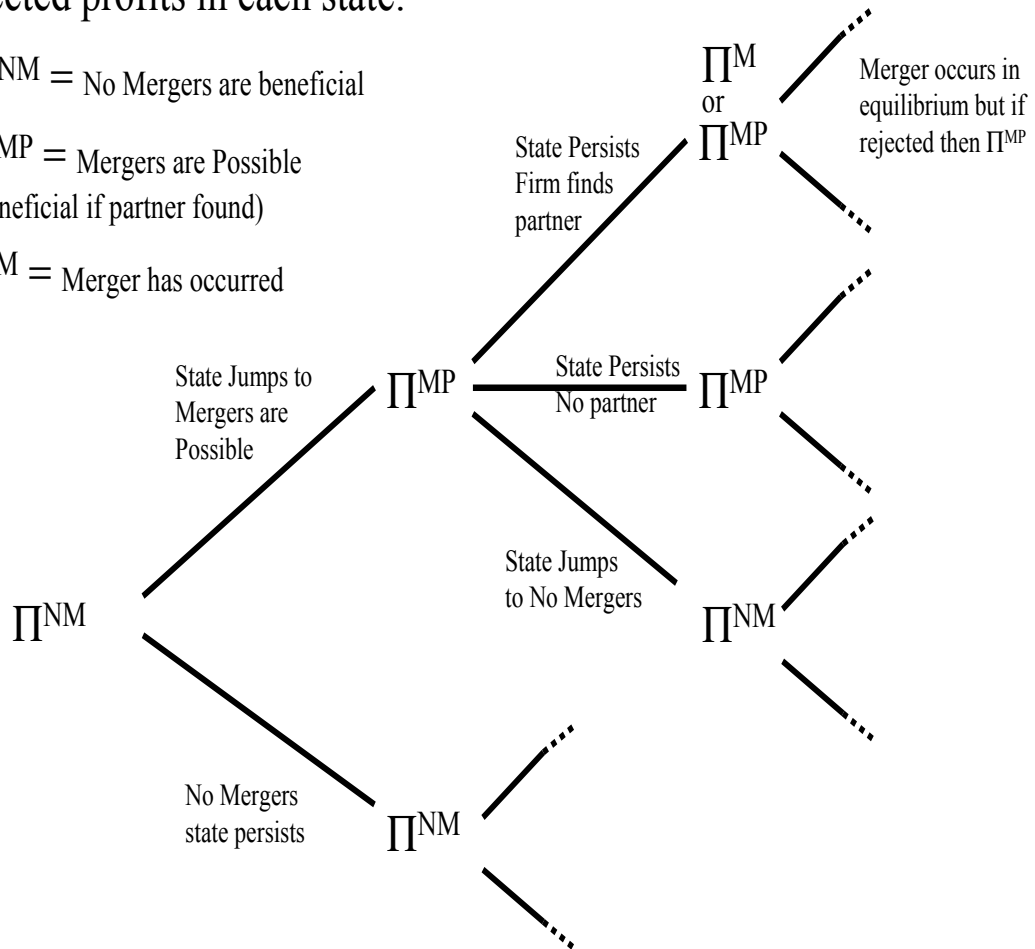 ected profits in each state:
NM = No Mergers are beneficial
MP = Mergers are Possible
neficial if partner found)
M = Merger has occurred
∏M
or
∏MP
Merger occurs in
equilibrium but if
rejected then ∏MP
State Persists
Firm finds
partner
State Jumps to
Mergers are
Possible
∏MP
State Persists
No partner
∏MP
State Jumps
to No Mergers
∏NM
∏NM
No Mergers
state persists
∏NM